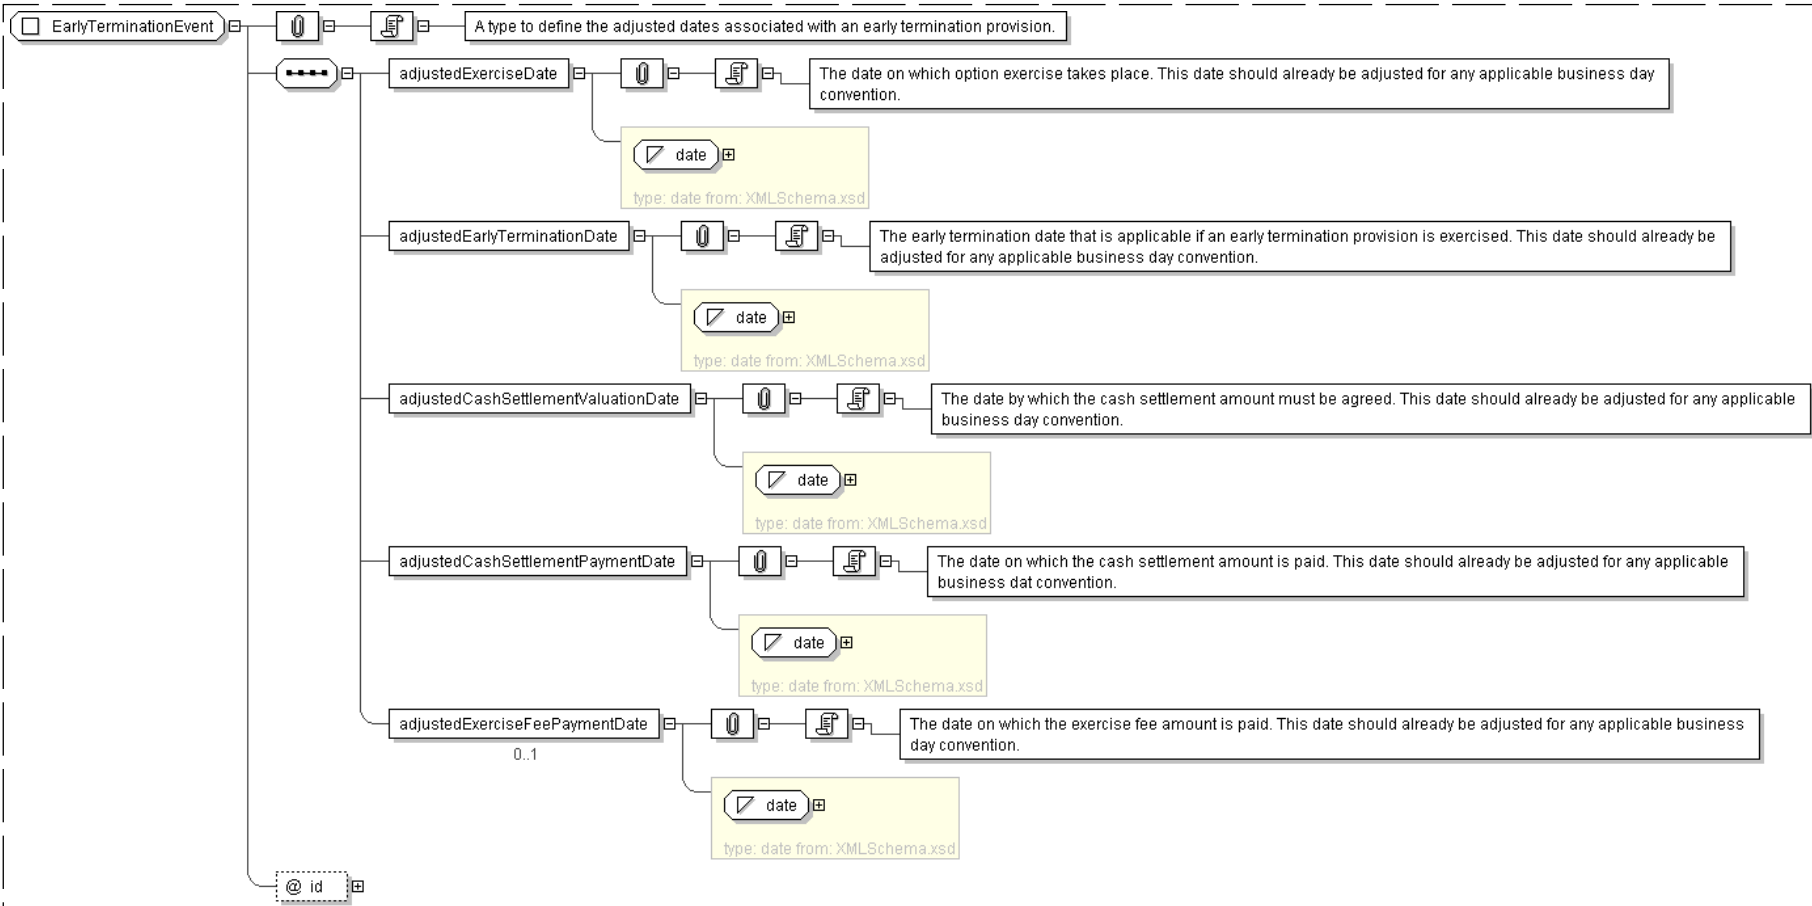 EarlyTerminationEvent
A type to define the adjusted dates associated with an early termination provision.
adjustedExerciseDate
The date on which option exercise takes place. This date should already be adjusted for any applicable business day
convention.
date
type: date from: XMLSchema.xsd
adjustedEarlyTerminationDate
The early termination date that is applicable if an early termination provision is exercised. This date should already be
adjusted for any applicable business day convention.
date
type: date from: XMLSchema.xsd
adjustedCashSettlementValuationDate
The date by which the cash settlement amount must be agreed. This date should already be adjusted for any applicable
business day convention.
date
type: date from: XMLSchema.xsd
adjustedCashSettlementPaymentDate
The date on which the cash settlement amount is paid. This date should already be adjusted for any applicable
business dat convention.
date
type: date from: XMLSchema.xsd
adjustedExerciseFeePaymentDate
0..1
The date on which the exercise fee amount is paid. This date should already be adjusted for any applicable business
day convention.
date
type: date from: XMLSchema.xsd
@ id